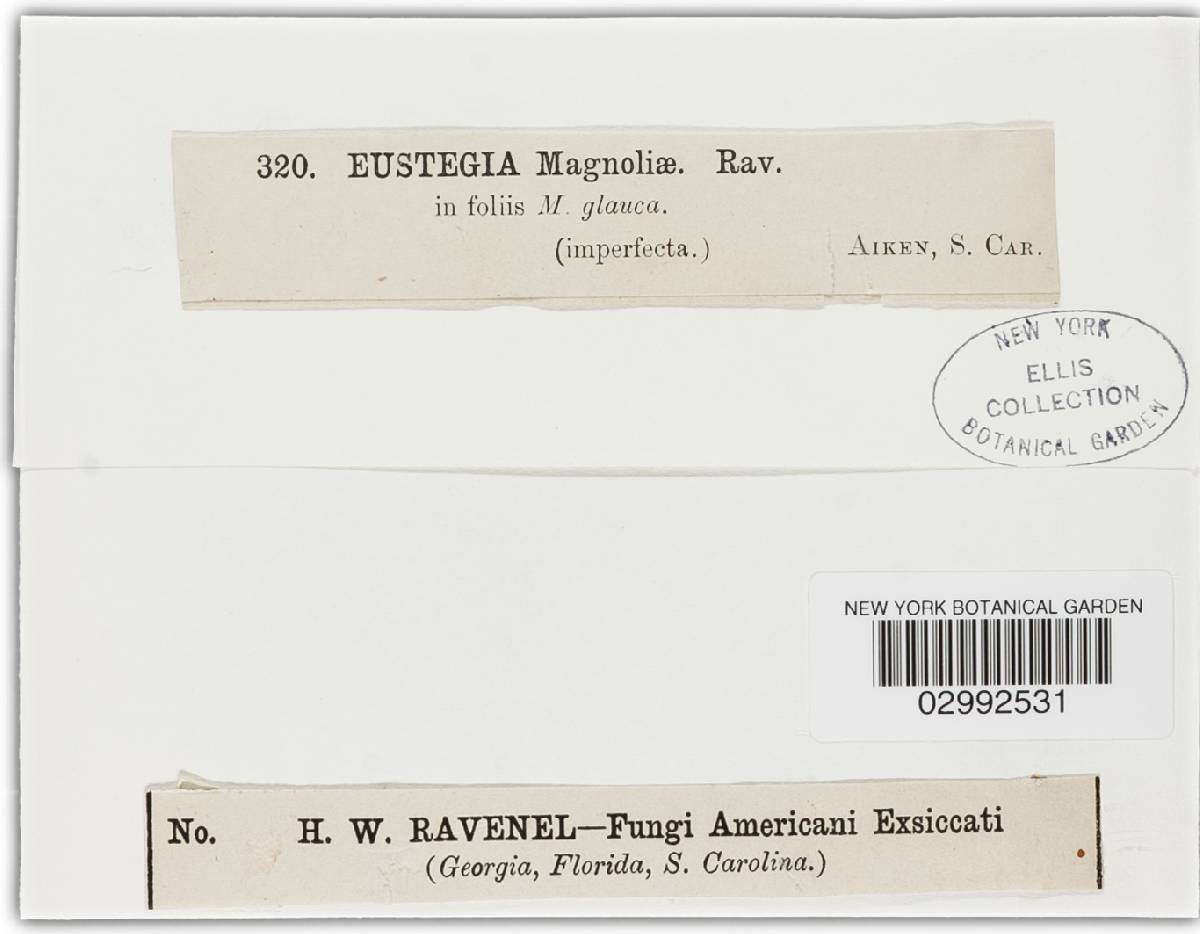 320. EUSTEGIA Magnoliæ. Rav.
in foliis M. glauca.
(imperfecta.) AIKEN, S. CAR.
NEW YORK
ELLIS
COLLECTION
BOTANICAL GARDEN
NEW YORK BOTANICAL GARDEN
02992531
No. H. W. RAVENEL—Fungi Americani Exsiccati
(Georgia, Florida, S. Carolina.)